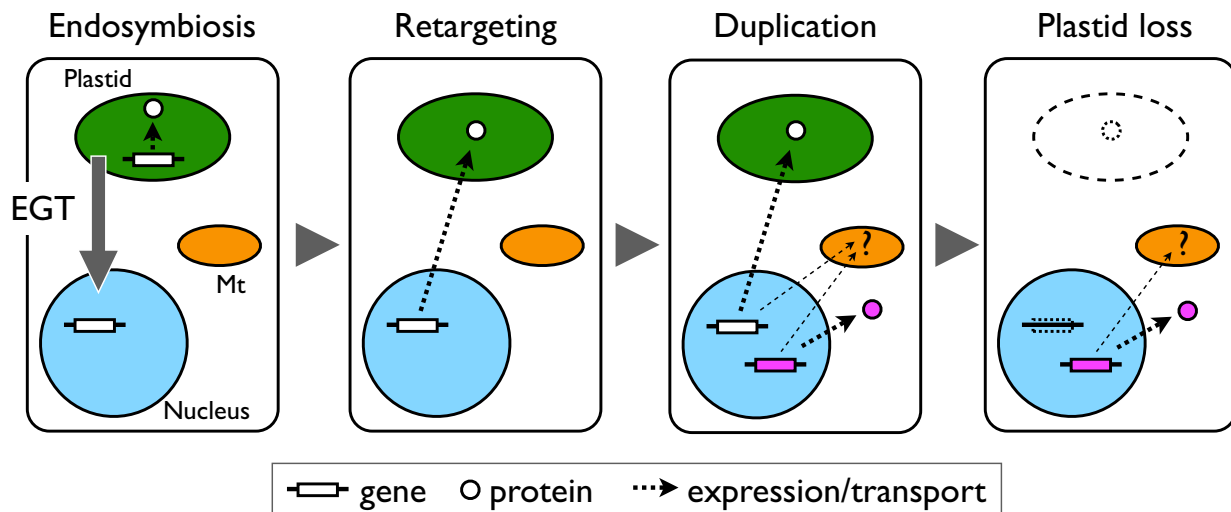 Endosymbiosis
Retargeting
Duplication
Plastid loss
Plastid
EGT
Mt
Nucleus
?
?
gene
protein
expression/transport